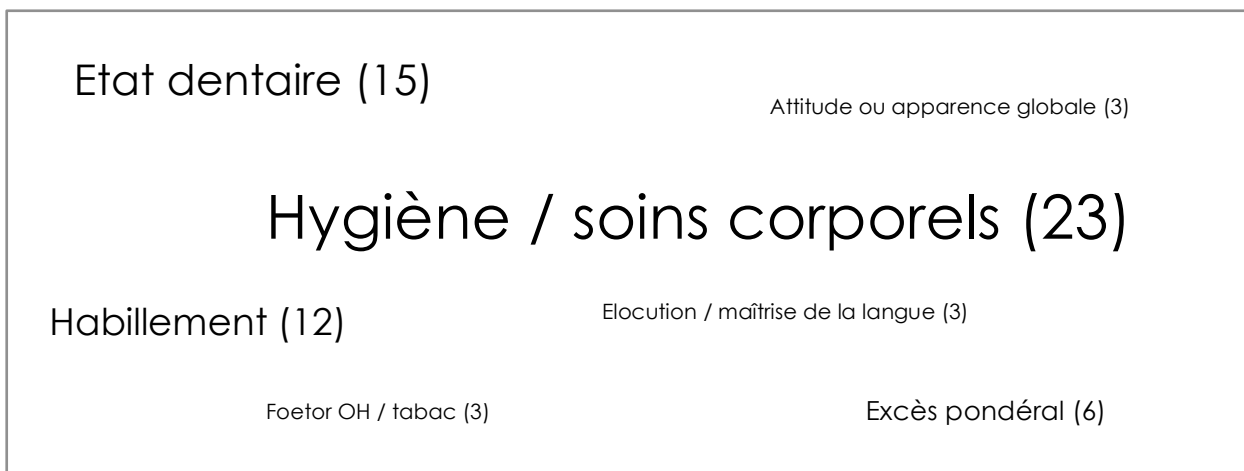 Etat dentaire (15)
Attitude ou apparence globale (3)
Hygiène / soins corporels (23)
Habillement (12)
Elocution / maîtrise de la langue (3)
Foetor OH / tabac (3)
Excès pondéral (6)